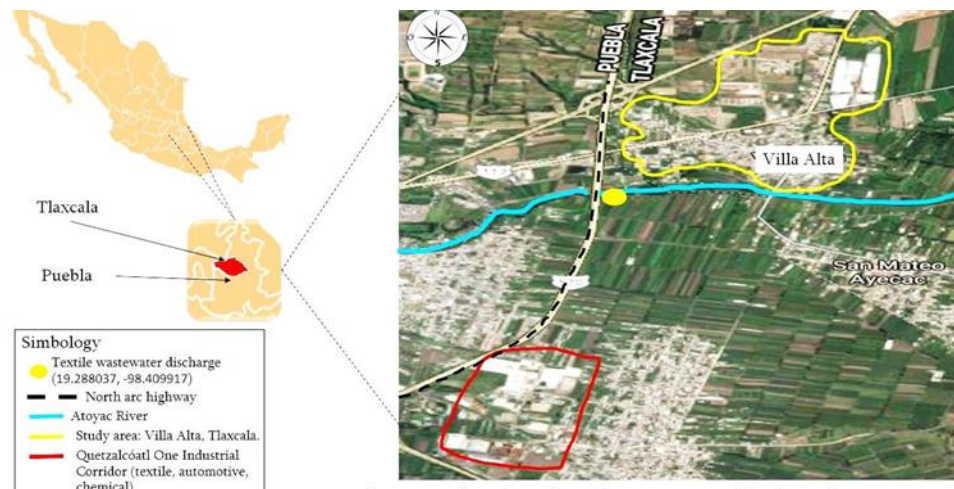 N
O
E
S
PUEBLA
TLAXCALA
Villa Alta
San Mateo
Ayecac
Tlaxcala
Puebla
Simbology
Textile wastewater discharge
(19.288037, -98.409917)
North arc highway
Atoyac River
Study area: Villa Alta, Tlaxcala.
Quetzalcóatl One Industrial
Corridor (textile, automotive,
chemical)